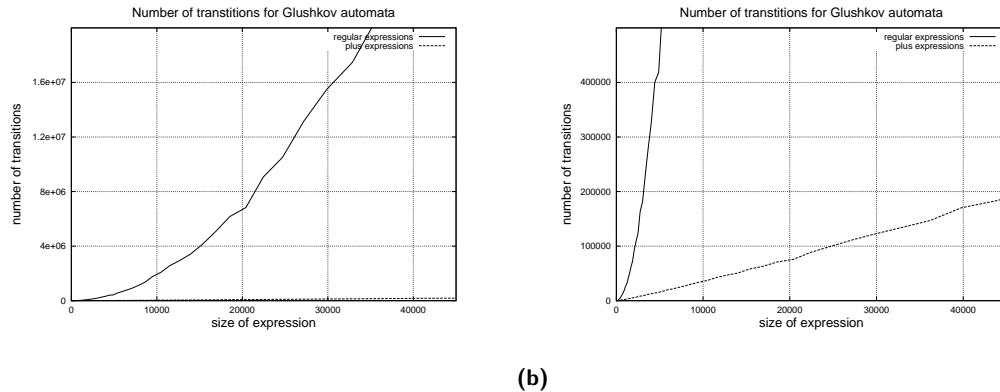 Number of transtitions for Glushkov automata
regular expressions
plus expressions
1.6e+07
1.2e+07
8e+06
4e+06
0
number of transitions
0
10000
20000
30000
40000
size of expression
Number of transtitions for Glushkov automata
regular expressions
plus expressions
400000
300000
200000
100000
0
number of transitions
0
10000
20000
30000
40000
size of expression
(b)